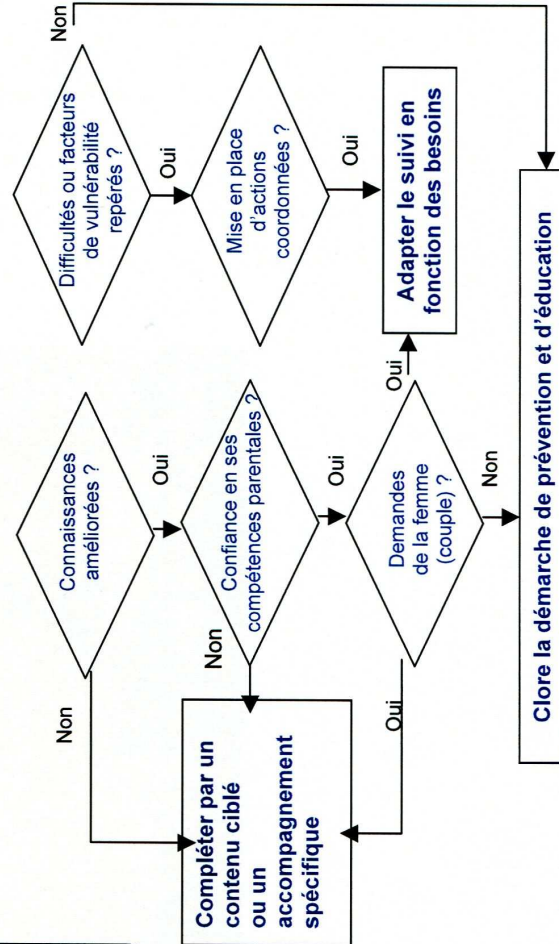 Connaissances
améliorées ?
Non
Oui
Confiance en ses
compétences parentales ?
Non
Oui
Demandes
de la femme
(couple) ?
Oui
Oui
Non
Compléter par un
contenu ciblé
ou un
accompagnement
spécifique
Difficultés ou facteurs
de vulnérabilité
repérés ?
Non
Oui
Mise en place
d'actions
coordonnées ?
Oui
Adapter le suivi en
fonction des besoins
Clore la démarche de prévention et d'éducation